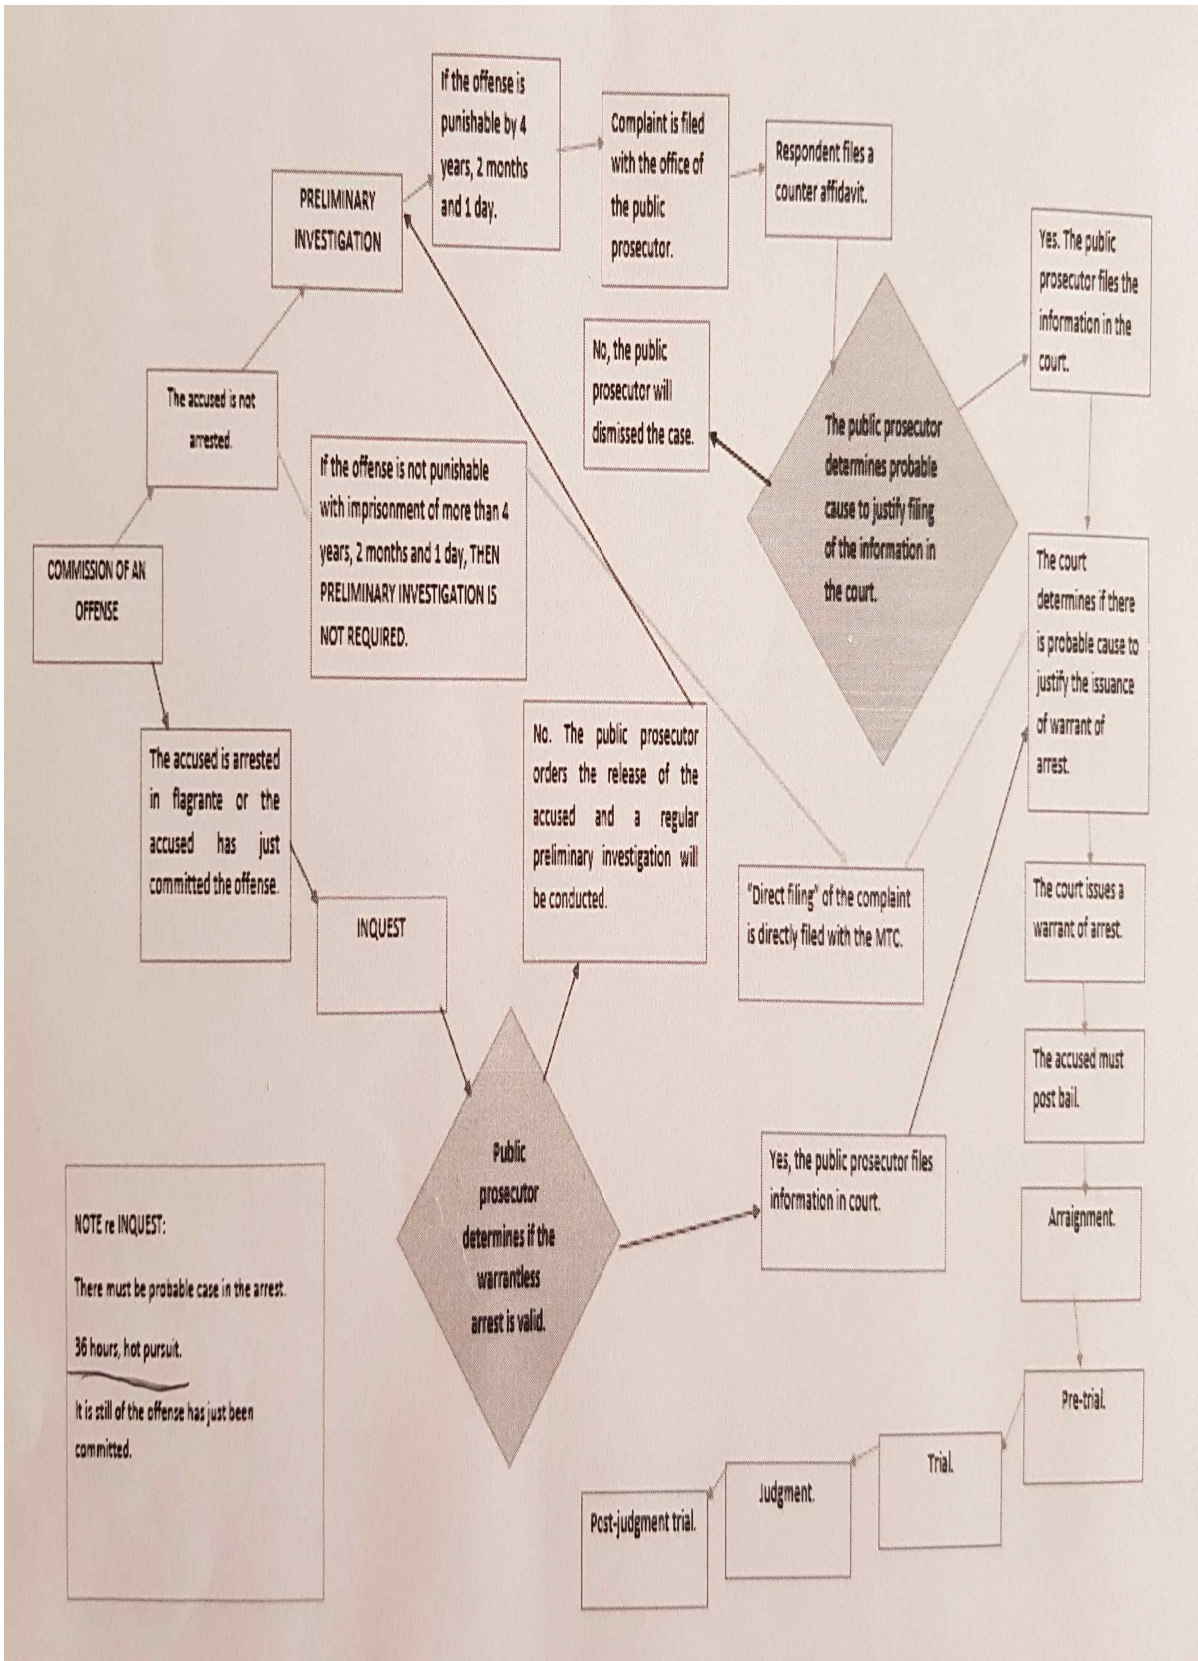 If the offense is
punishable by 4
years, 2 months
and 1 day.
Complaint is filed
with the office of
the public
prosecutor.
Respondent files a
counter affidavit.
PRELIMINARY
INVESTIGATION
Yes. The public
prosecutor files the
information in the
court.
No, the public
prosecutor will
dismissed the case.
The accused is not
arrested.
The public prosecutor
determines probable
cause to justify filing
of the information in
the court.
If the offense is not punishable
with imprisonment of more than 4
years, 2 months and 1 day, THEN
PRELIMINARY INVESTIGATION IS
NOT REQUIRED.
COMMISSION OF AN
OFFENSE
The court
determines if there
is probable cause to
justify the issuance
of warrant of
arrest.
The accused is arrested
in flagrante or the
accused has just
committed the offense.
No. The public prosecutor
orders the release of the
accused and a regular
preliminary investigation will
be conducted.
"Direct filing" of the complaint
is directly filed with the MTC.
The court issues a
warrant of arrest.
INQUEST
The accused must
post bail.
Public
prosecutor
determines if the
warrantless
arrest is valid.
Yes, the public prosecutor files
information in court.
Arraignment.
NOTE re INQUEST:
There must be probable case in the arrest.
36 hours, hot pursuit.
It is still of the offense has just been
committed.
Pre-trial.
Trial.
Judgment.
Post-judgment trial.